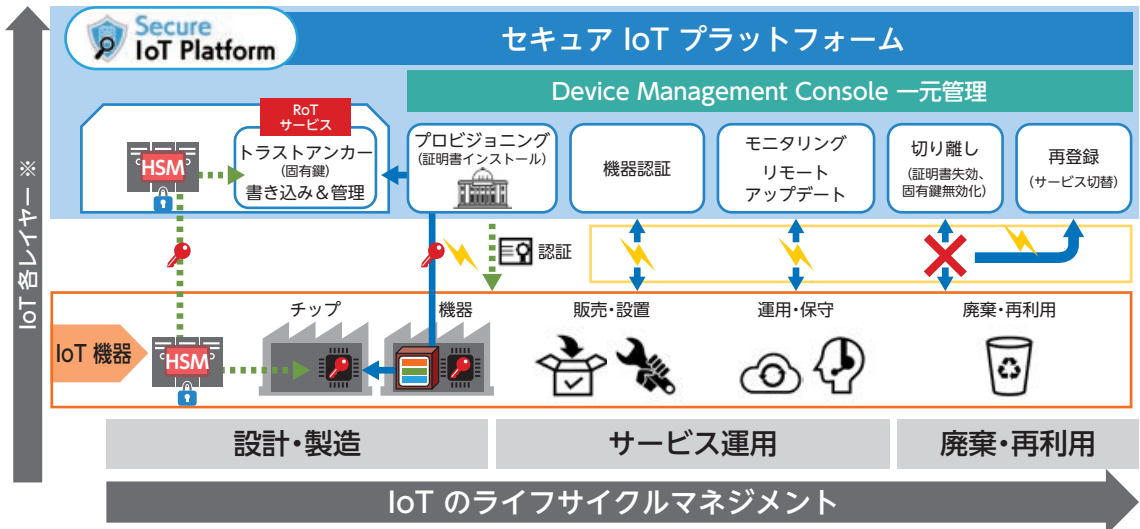 Secure
IoT Platform
セキュア IoT プラットフォーム
Device Management Console 一元管理
RoT
サービス
HSM
トラストアンカー
(固有鍵)
書き込み＆管理
プロビジョニング
(証明書インストール)
機器認証
モニタリング
リモート
アップデート
切り離し
(証明書失効、
固有鍵無効化)
再登録
(サービス切替)
IoT 各レイヤー ※
認証
IoT 機器
HSM
チップ
機器
販売・設置
運用・保守
廃棄・再利用
設計・製造
サービス運用
廃棄・再利用
IoT のライフサイクルマネジメント